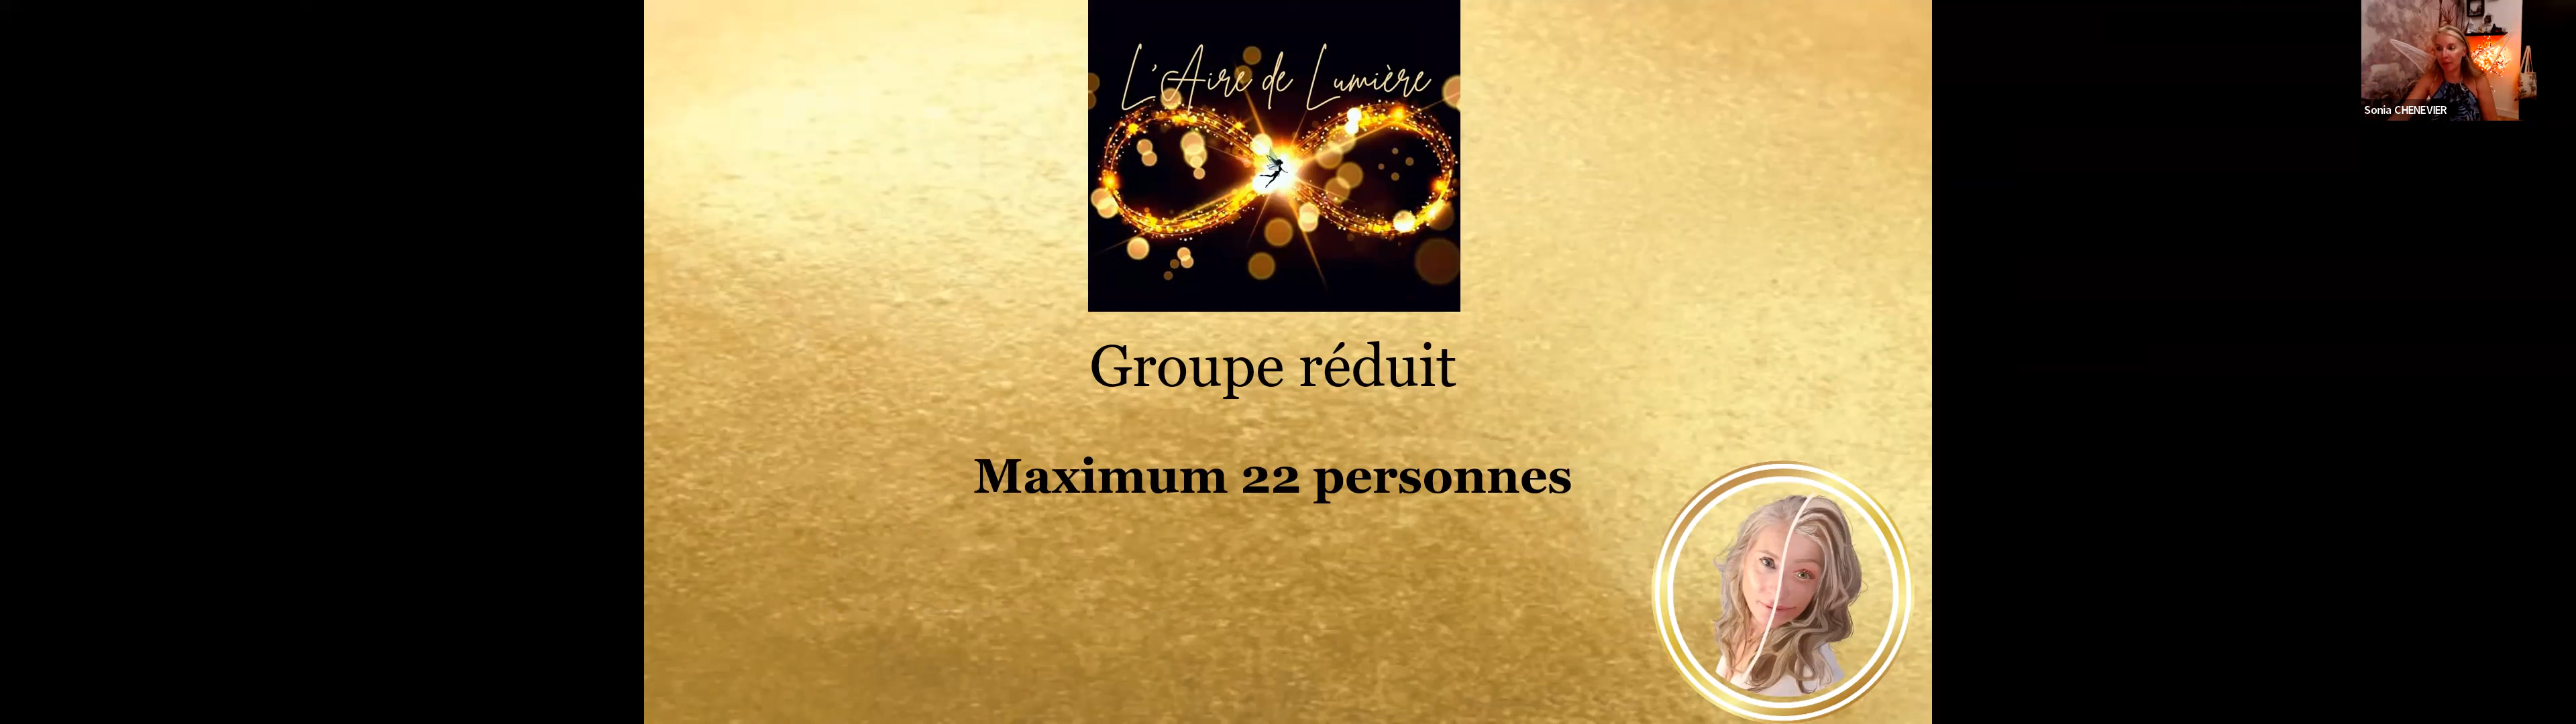 L'Aire de Lumière
Sonia CHENEVIER
Groupe réduit
Maximum 22 personnes